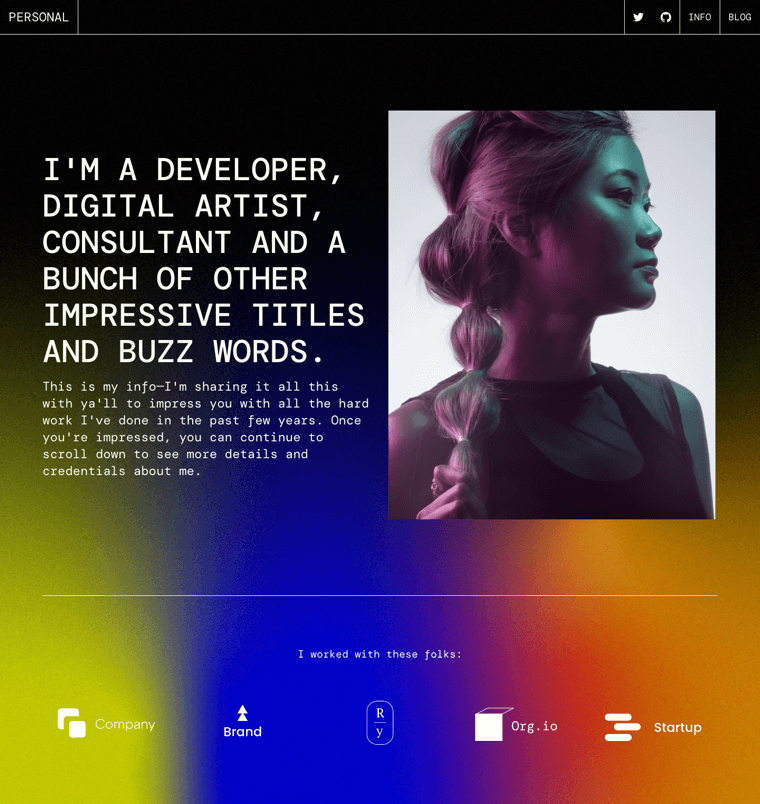 PERSONAL
INFO
BLOG
I'M A DEVELOPER,
DIGITAL ARTIST,
CONSULTANT AND A
BUNCH OF OTHER
IMPRESSIVE TITLES
AND BUZZ WORDS.
This is my info—I'm sharing it all this
with ya'll to impress you with all the hard
work I've done in the past few years. Once
you're impressed, you can continue to
scroll down to see more details and
credentials about me.
I worked with these folks:
Company
Brand
R
y
Org.io
Startup